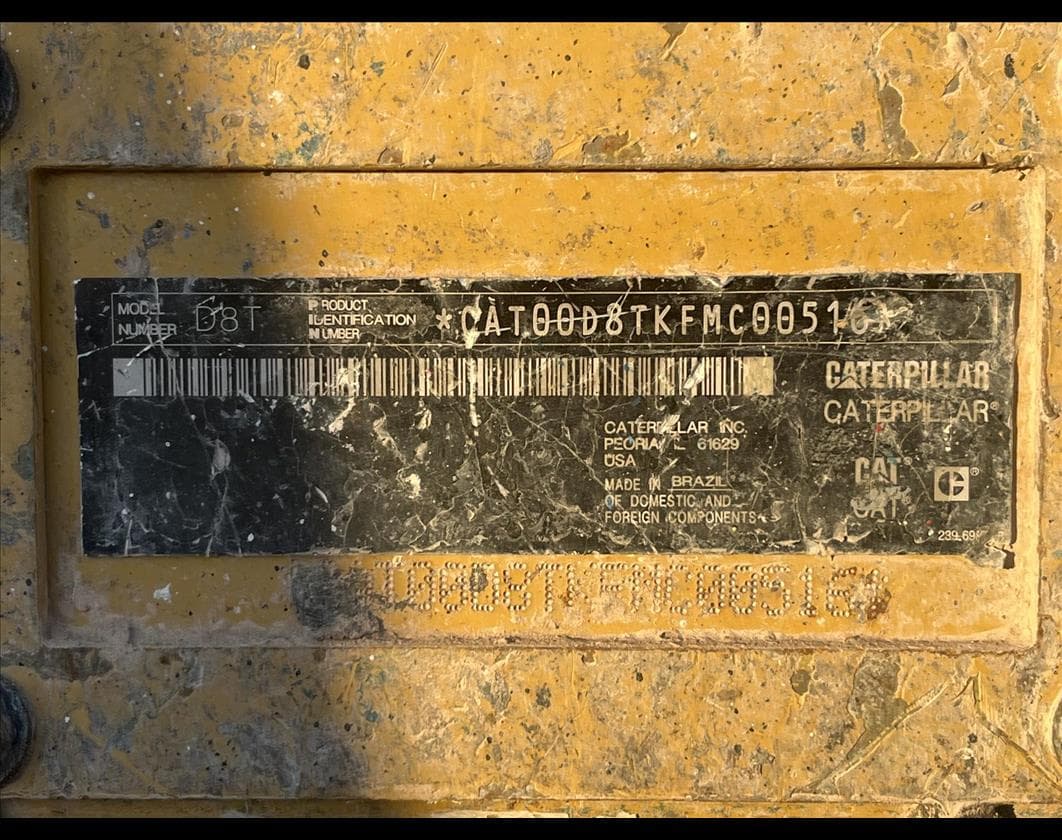 MODEL NUMBER D8T
PRODUCT IDENTIFICATION NUMBER
CATERPILLAR
CATERPILLAR®
CATERPILLAR INC.
PEORIA, IL 61629
USA
MADE IN BRAZIL
OF DOMESTIC AND
FOREIGN COMPONENTS
CAT®
CAT®